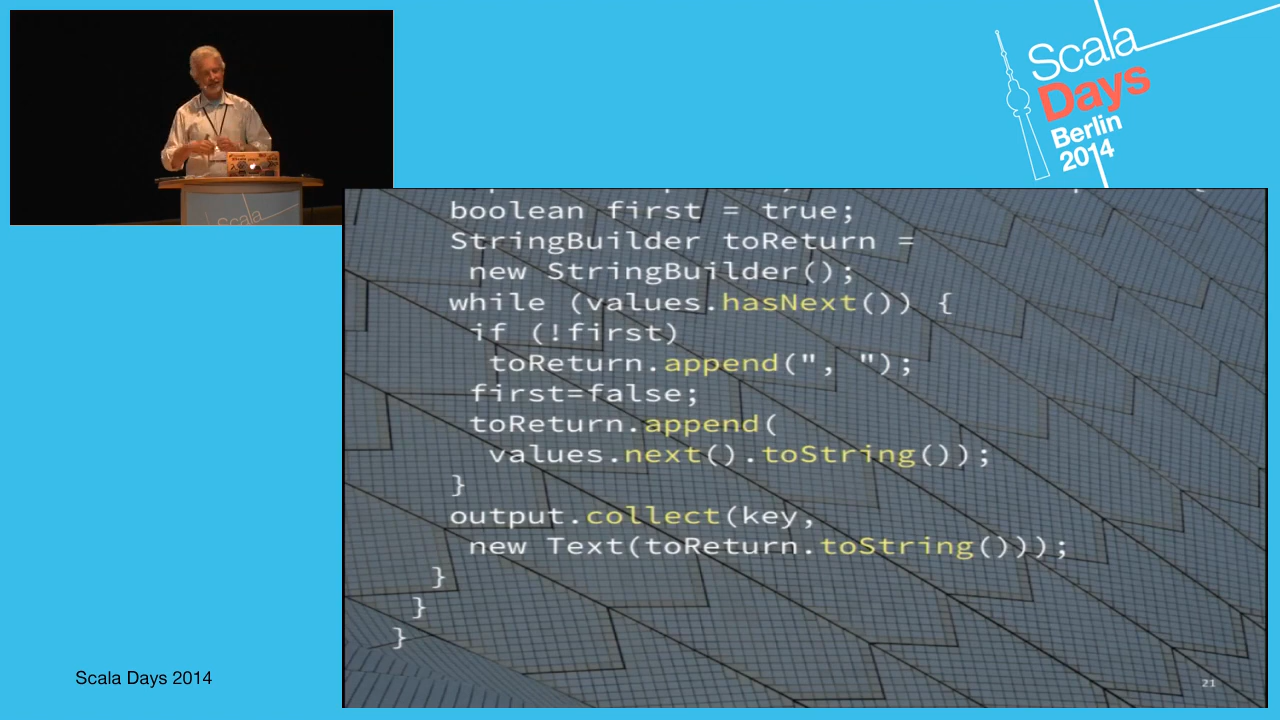 Scala
Days
Berlin
2014
Scala
boolean first = true;
StringBuilder toReturn =
new StringBuilder();
while (values.hasNext()) {
if (!first)
toReturn.append(", ");
first=false;
toReturn.append(
values.next().toString());
}
output.collect(key,
new Text(toReturn.toString()));
}
}
}
21
Scala Days 2014